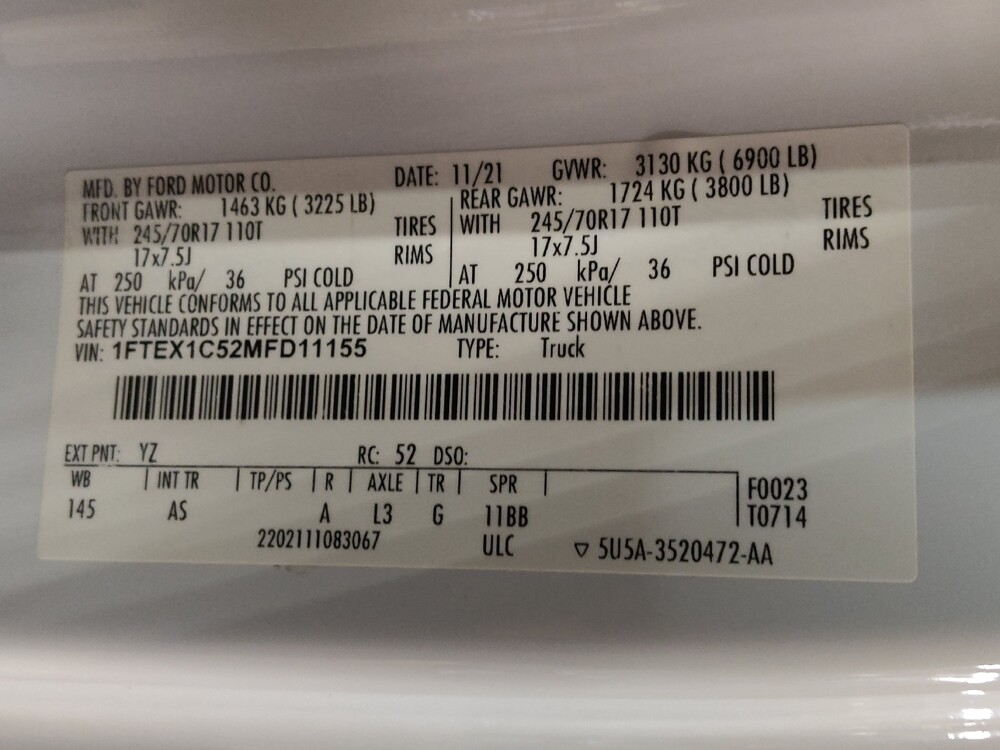 MFD. BY FORD MOTOR CO. DATE: 11/21 GVWR: 3130 KG ( 6900 LB)
FRONT GAWR: 1463 KG ( 3225 LB) REAR GAWR: 1724 KG ( 3800 LB)
WITH 245/70R17 110T TIRES WITH 245/70R17 110T TIRES
17x7.5J RIMS 17x7.5J RIMS
AT 250 kPa/ 36 PSI COLD AT 250 kPa/ 36 PSI COLD
THIS VEHICLE CONFORMS TO ALL APPLICABLE FEDERAL MOTOR VEHICLE
SAFETY STANDARDS IN EFFECT ON THE DATE OF MANUFACTURE SHOWN ABOVE.
VIN: 1FTEX1C52MFD11155 TYPE: Truck
EXT PNT: YZ RC: 52 DSO:
WB INT TR TP/PS R AXLE TR SPR F0023
145 AS A L3 G 11BB T0714
2202111083067 ULC ▽ 5U5A-3520472-AA